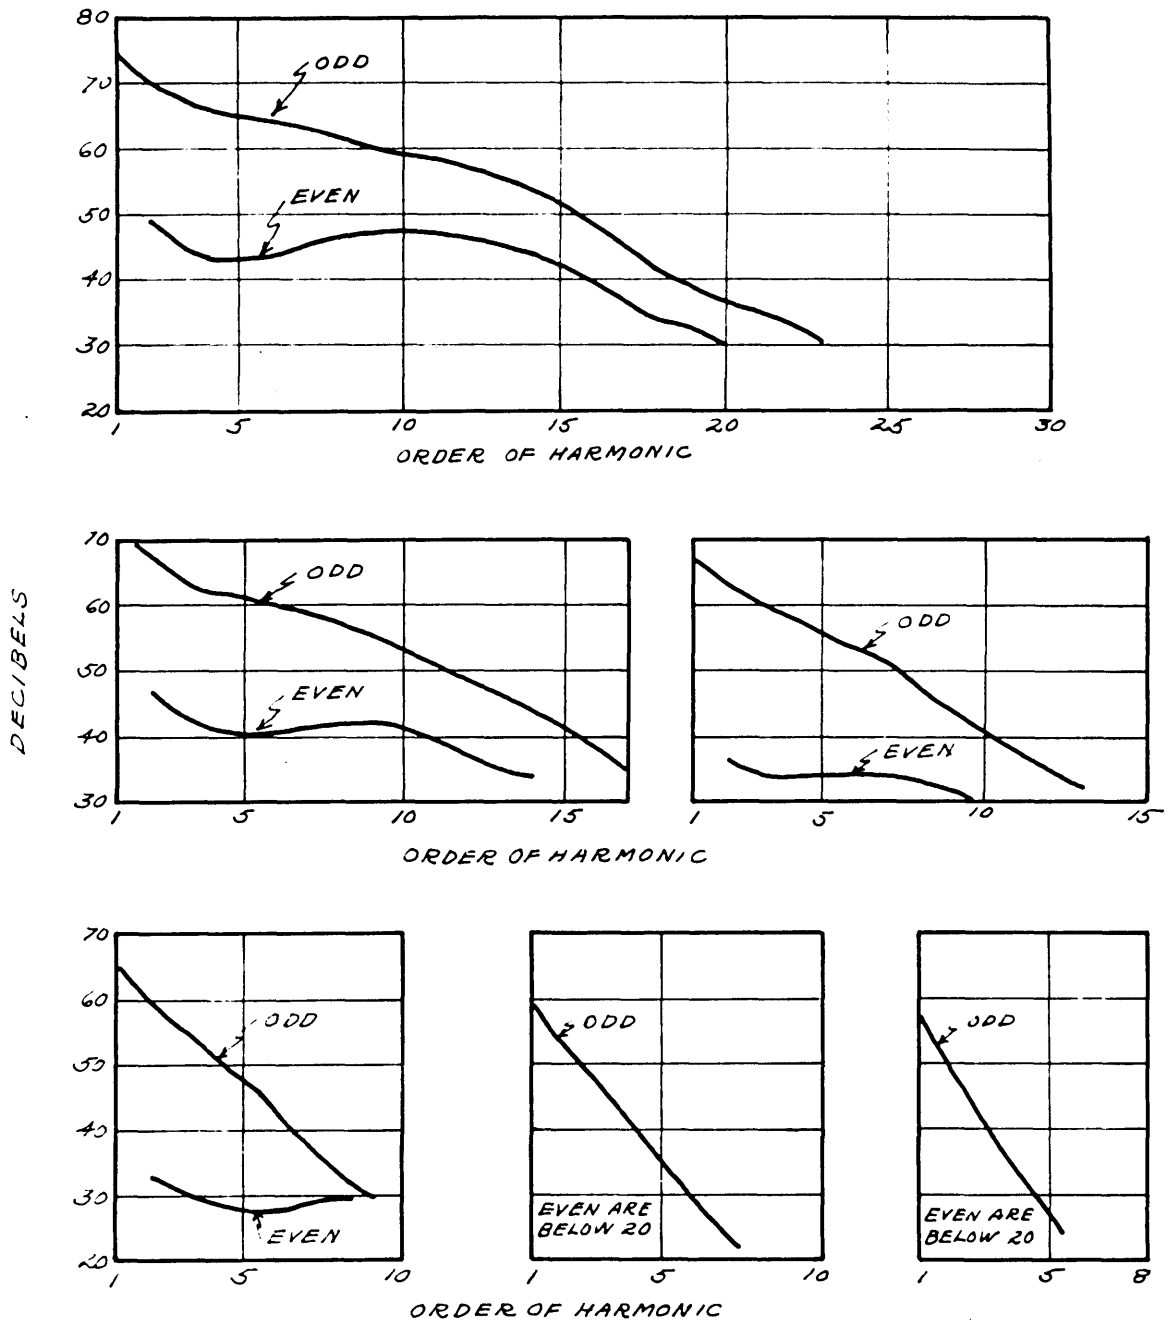 80
ODD
70
60
EVEN
50
40
30
20
1 5 10 15 20 25 30
ORDER OF HARMONIC
DECIBELS
70
ODD
60
50
EVEN
40
30
1 5 10 15
ODD
EVEN
1 5 10 15
ORDER OF HARMONIC
70
60
ODD
50
40
30
EVEN
20
1 5 10
ODD
EVEN ARE
BELOW 20
1 5 10
ODD
EVEN ARE
BELOW 20
1 5 8
ORDER OF HARMONIC